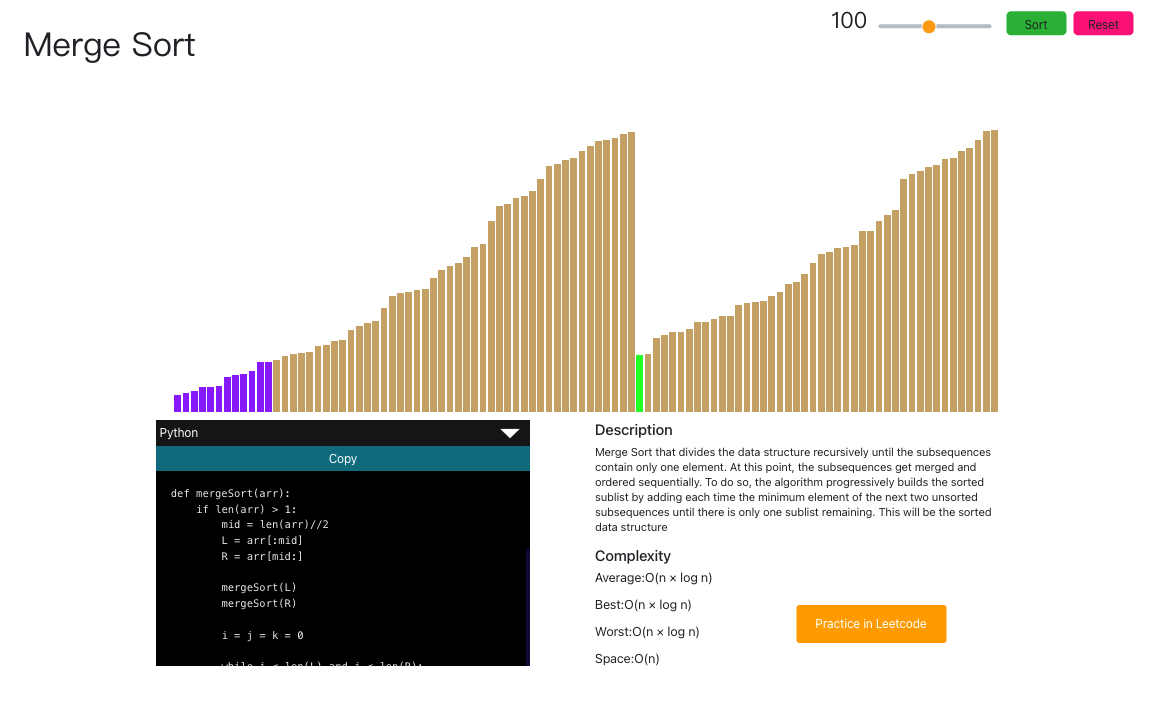 Merge Sort
100
Sort
Reset
Python
Copy
def mergeSort(arr):
    if len(arr) > 1:
        mid = len(arr)//2
        L = arr[:mid]
        R = arr[mid:]
        mergeSort(L)
        mergeSort(R)
        i = j = k = 0
        while i < len(L) and j < len(R):
Description
Merge Sort that divides the data structure recursively until the subsequences
contain only one element. At this point, the subsequences get merged and
ordered sequentially. To do so, the algorithm progressively builds the sorted
sublist by adding each time the minimum element of the next two unsorted
subsequences until there is only one sublist remaining. This will be the sorted
data structure
Complexity
Average:O(n × log n)
Best:O(n × log n)
Worst:O(n × log n)
Space:O(n)
Practice in Leetcode